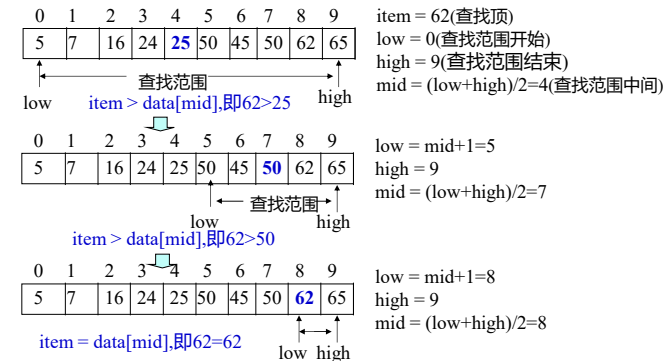 0 1 2 3 4 5 6 7 8 9
5 7 16 24 25 50 45 50 62 65
查找范围
low high
item > data[mid],即62>25
item = 62(查找顶)
low = 0(查找范围开始)
high = 9(查找范围结束)
mid = (low+high)/2=4(查找范围中间)
0 1 2 3 4 5 6 7 8 9
5 7 16 24 25 50 45 50 62 65
查找范围
low high
item > data[mid],即62>50
low = mid+1=5
high = 9
mid = (low+high)/2=7
0 1 2 3 4 5 6 7 8 9
5 7 16 24 25 50 45 50 62 65
item = data[mid],即62=62
low high
low = mid+1=8
high = 9
mid = (low+high)/2=8